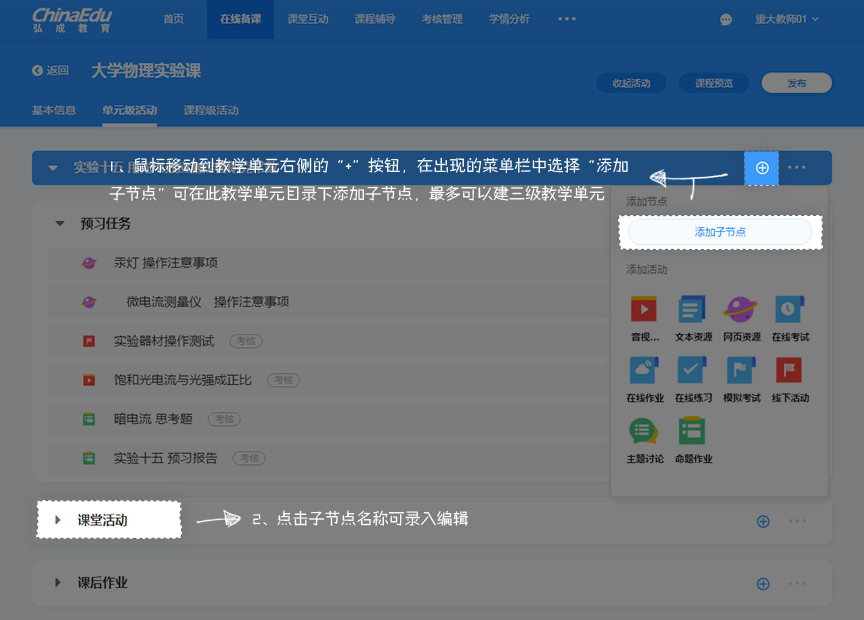 ChinaEdu
弘成教育
首页 在线备课 课堂互动 课程辅导 考核管理 学情分析 ••• 重大教师01
返回 大学物理实验课
收起活动 课程预览 发布
基本信息 单元级活动 课程级活动
实验十五
1、鼠标移动到教学单元右侧的“+”按钮，在出现的菜单栏中选择“添加
子节点”可在此教学单元目录下添加子节点，最多可以建三级教学单元
添加节点
添加子节点
添加活动
音视... 文本资源 网页资源 在线考试
在线作业 在线练习 模拟考试 线下活动
主题讨论 命题作业
预习任务
汞灯 操作注意事项
微电流测量仪 操作注意事项
实验器材操作测试 考核
饱和光电流与光强成正比 考核
暗电流 思考题 考核
实验十五 预习报告 考核
课堂活动
2、点击子节点名称可录入编辑
课后作业